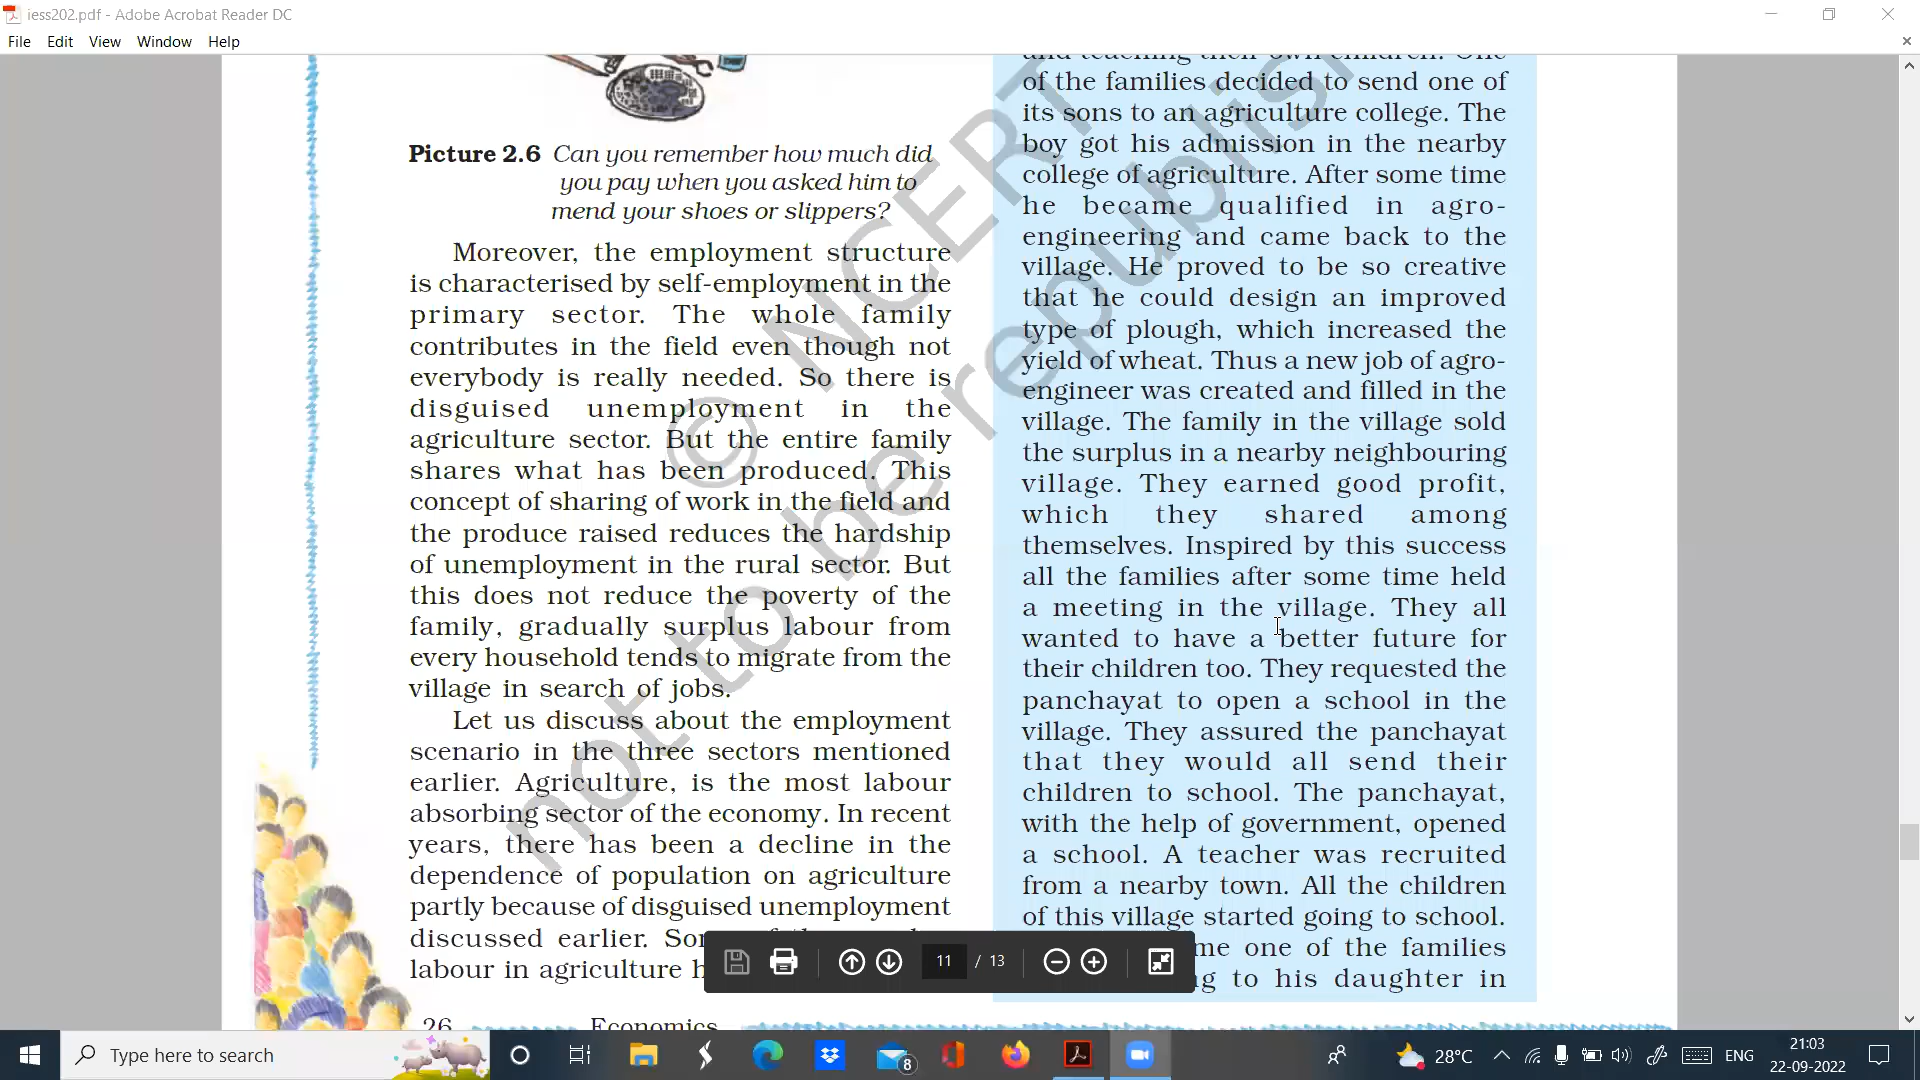 iess202.pdf - Adobe Acrobat Reader DC
File Edit View Window Help
Picture 2.6 Can you remember how much did
you pay when you asked him to
mend your shoes or slippers?
Moreover, the employment structure
is characterised by self-employment in the
primary sector. The whole family
contributes in the field even though not
everybody is really needed. So there is
disguised unemployment in the
agriculture sector. But the entire family
shares what has been produced. This
concept of sharing of work in the field and
the produce raised reduces the hardship
of unemployment in the rural sector. But
this does not reduce the poverty of the
family, gradually surplus labour from
every household tends to migrate from the
village in search of jobs.
Let us discuss about the employment
scenario in the three sectors mentioned
earlier. Agriculture, is the most labour
absorbing sector of the economy. In recent
years, there has been a decline in the
dependence of population on agriculture
partly because of disguised unemployment
discussed earlier.
labour in agriculture
26 Economics
and teaching their own children. One
of the families decided to send one of
its sons to an agriculture college. The
boy got his admission in the nearby
college of agriculture. After some time
he became qualified in agro-
engineering and came back to the
village. He proved to be so creative
that he could design an improved
type of plough, which increased the
yield of wheat. Thus a new job of agro-
engineer was created and filled in the
village. The family in the village sold
the surplus in a nearby neighbouring
village. They earned good profit,
which they shared among
themselves. Inspired by this success
all the families after some time held
a meeting in the village. They all
wanted to have a better future for
their children too. They requested the
panchayat to open a school in the
village. They assured the panchayat
that they would all send their
children to school. The panchayat,
with the help of government, opened
a school. A teacher was recruited
from a nearby town. All the children
of this village started going to school.
one of the families
to his daughter in
© NCERT
not to be republish
11 / 13
Type here to search
8
28°C
ENG
21:03
22-09-2022